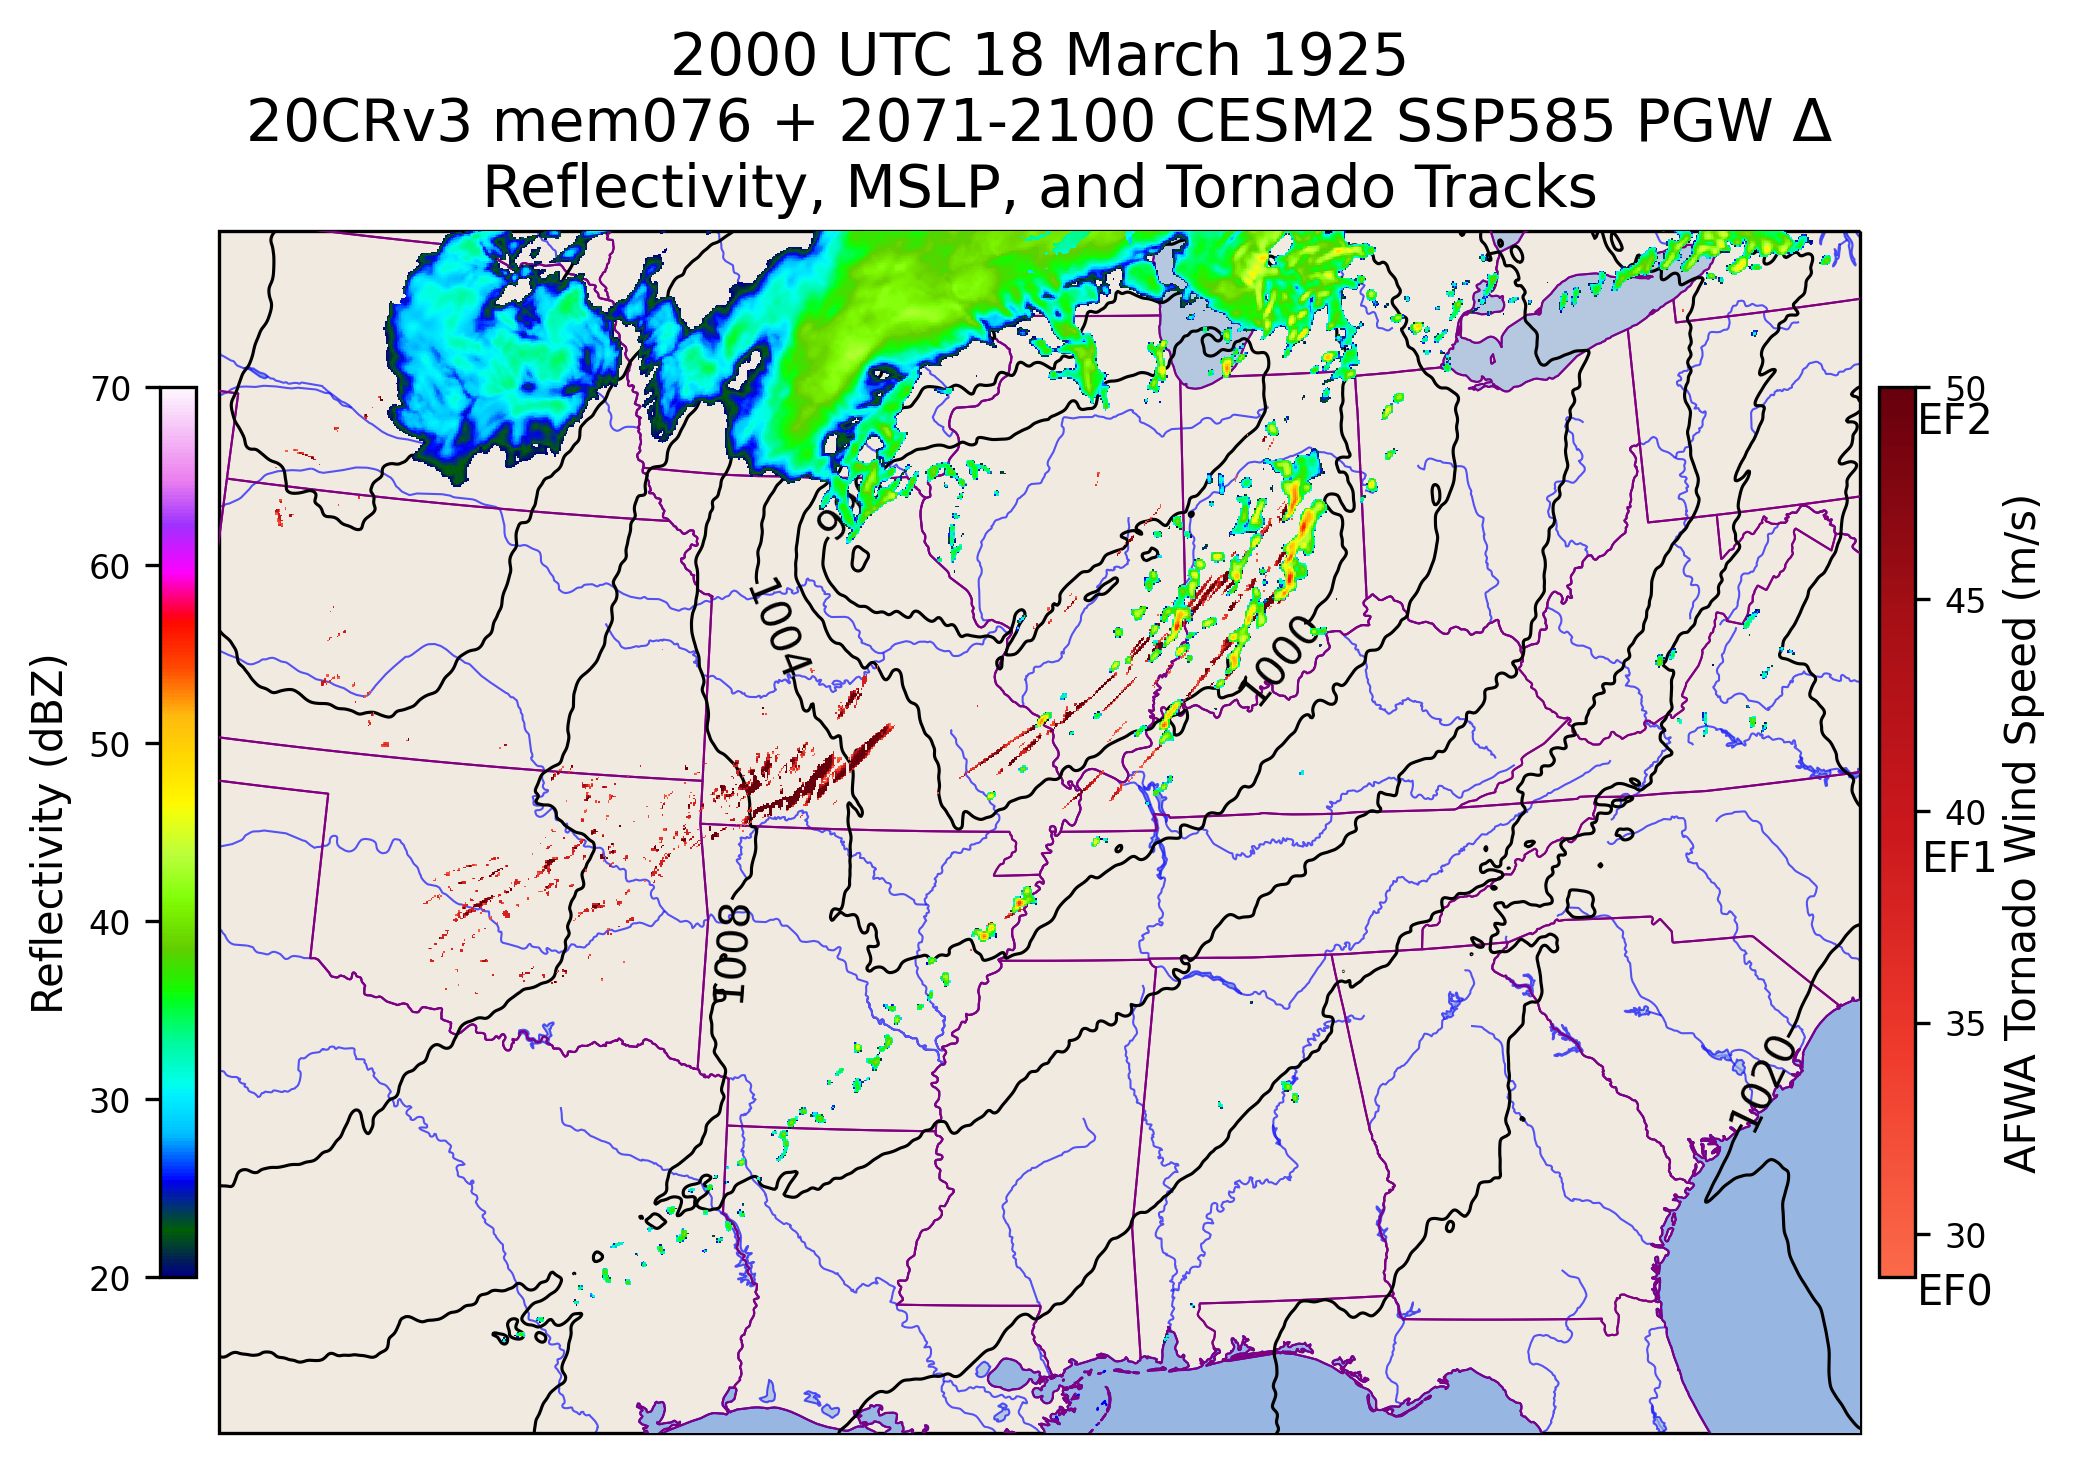 2000 UTC 18 March 1925
20CRv3 mem076 + 2071-2100 CESM2 SSP585 PGW Δ
Reflectivity, MSLP, and Tornado Tracks
Reflectivity (dBZ)
70
60
50
40
30
20
1004
1000
1008
1020
50
EF2
45
40
EF1
35
30
EF0
AFWA Tornado Wind Speed (m/s)